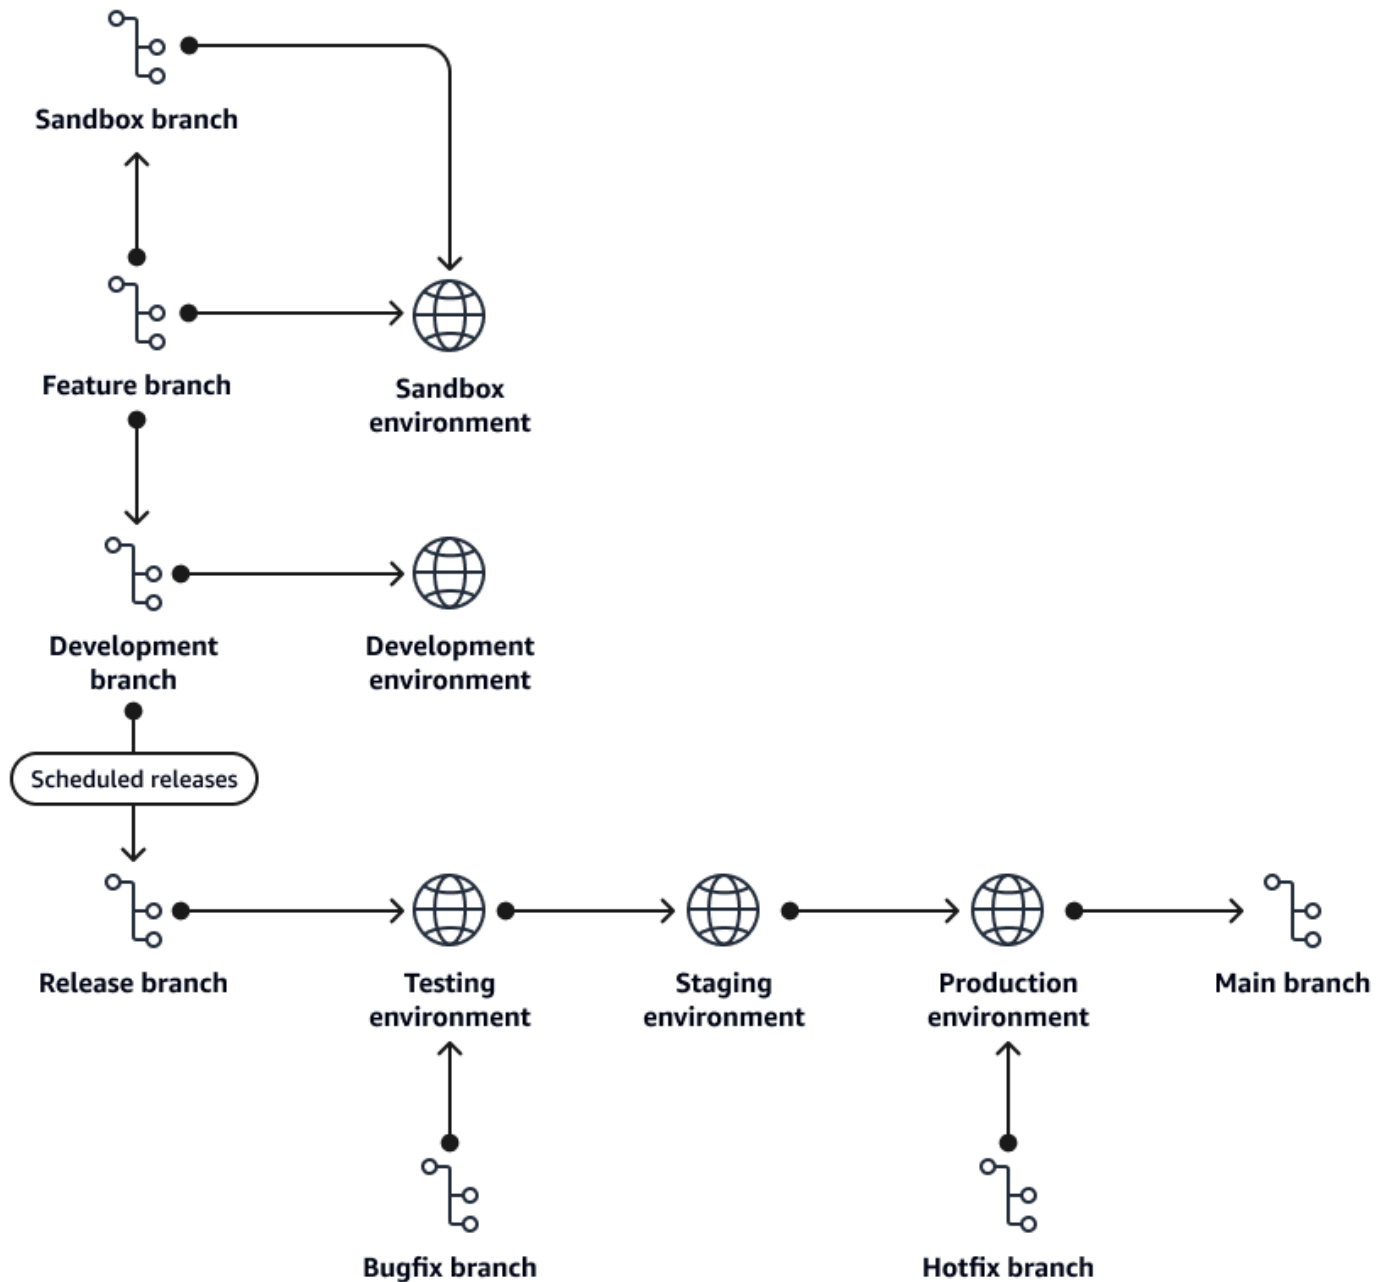 Sandbox branch
Feature branch
Sandbox
environment
Development
branch
Development
environment
Scheduled releases
Release branch
Testing
environment
Staging
environment
Production
environment
Main branch
Bugfix branch
Hotfix branch